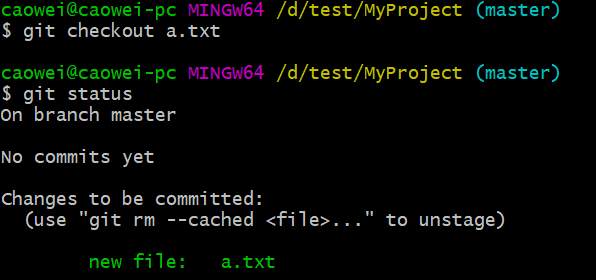 caowei@caowei-pc MINGW64 /d/test/MyProject (master)
$ git checkout a.txt
caowei@caowei-pc MINGW64 /d/test/MyProject (master)
$ git status
On branch master
No commits yet
Changes to be committed:
(use "git rm --cached <file>..." to unstage)
new file: a.txt